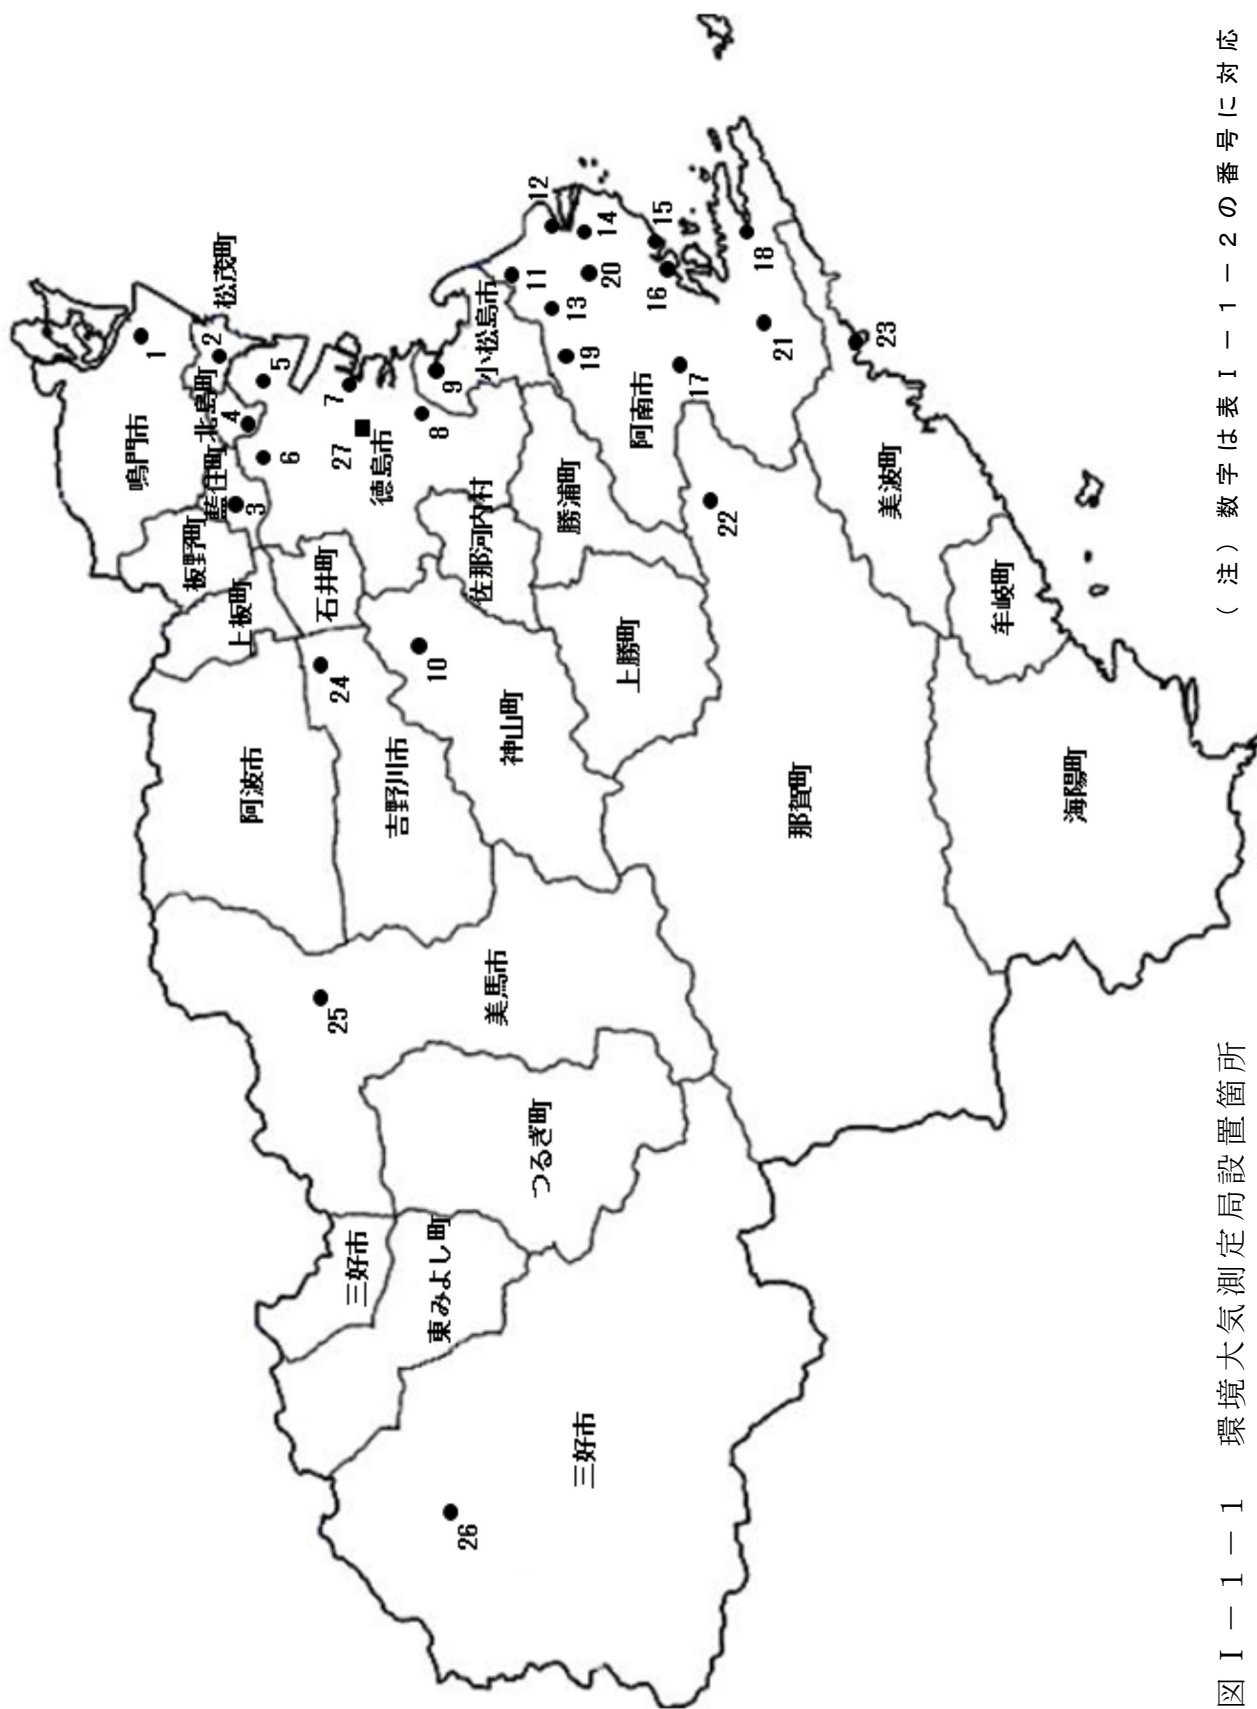 鳴門市
松茂町
北島町
藍住町
板野町
上板町
石井町
徳島市
小松島市
佐那河内村
勝浦町
上勝町
神山町
阿波市
吉野川市
阿南市
那賀町
美波町
牟岐町
海陽町
美馬市
つるぎ町
三好市
東みよし町
三好市
1
2
3
4
5
6
7
8
9
10
11
12
13
14
15
16
17
18
19
20
21
22
23
24
25
26
27
図Ⅰ-1-1 環境大気測定局設置箇所
(注)数字は表Ⅰ-1-2の番号に対応